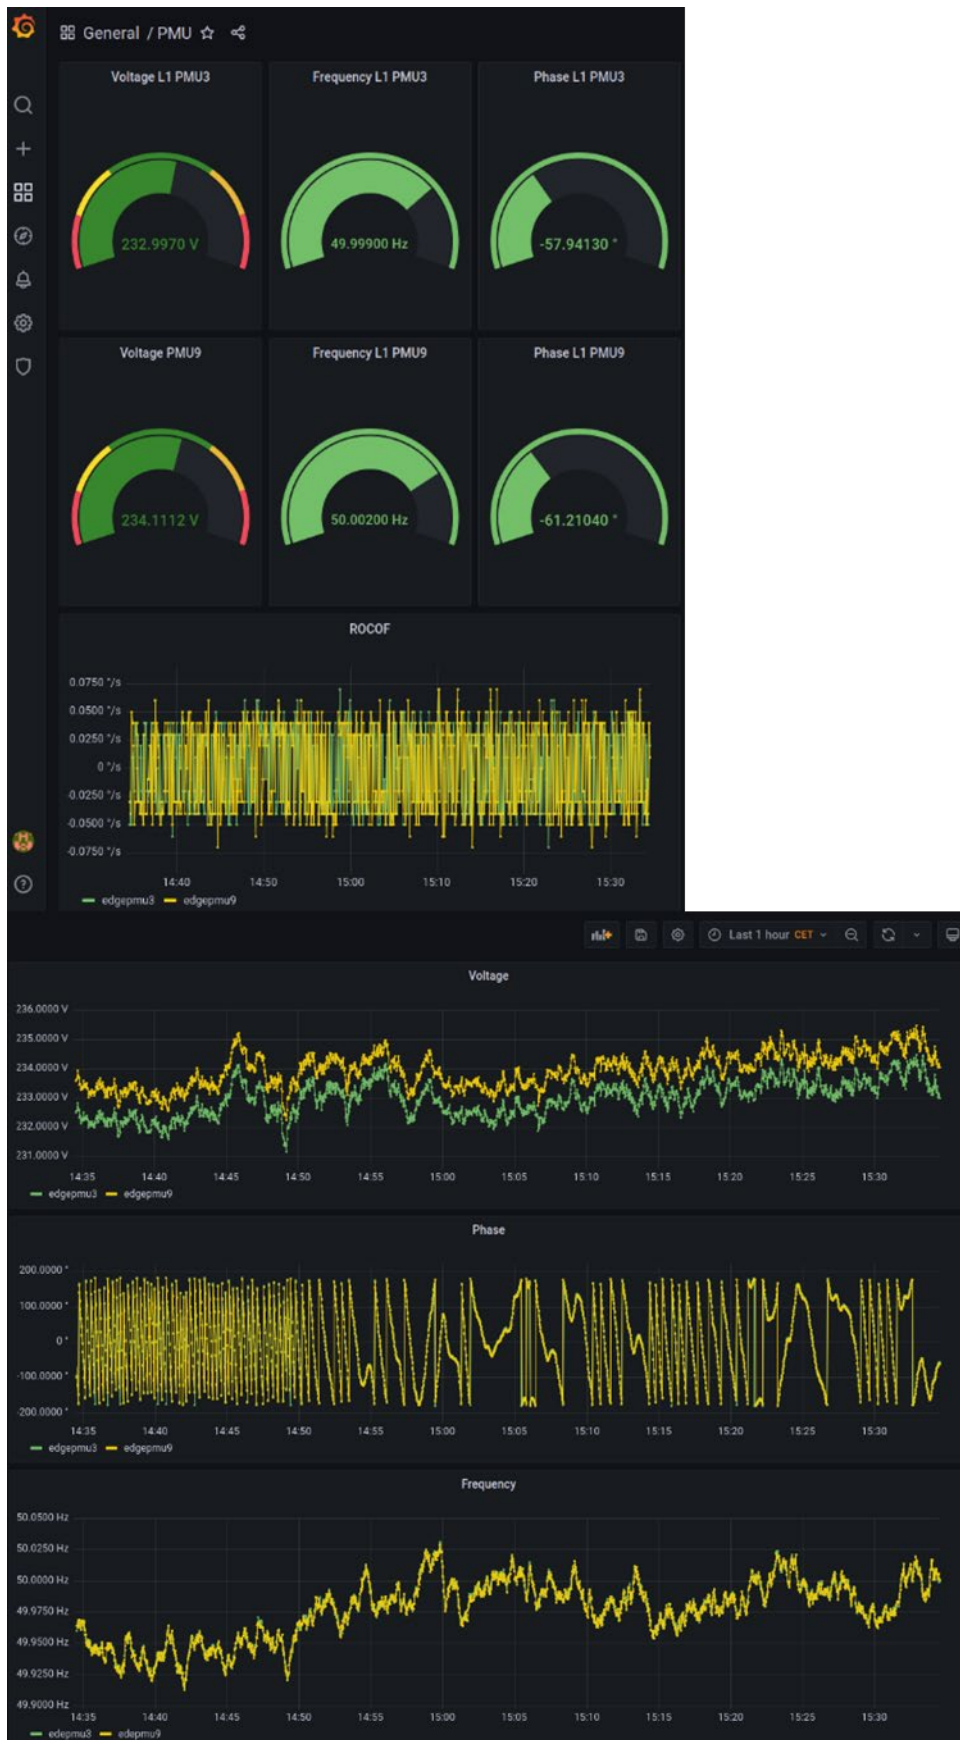 General / PMU
Voltage L1 PMU3
Frequency L1 PMU3
Phase L1 PMU3
232.9970 V
49.99900 Hz
-57.94130 °
Voltage PMU9
Frequency L1 PMU9
Phase L1 PMU9
234.1112 V
50.00200 Hz
-61.21040 °
ROCOF
0.0750 °/s
0.0500 °/s
0.0250 °/s
0 °/s
-0.0250 °/s
-0.0500 °/s
-0.0750 °/s
14:40 14:50 15:00 15:10 15:20 15:30
edgepmu3 edgepmu9
Last 1 hour CET
Voltage
236.0000 V
235.0000 V
234.0000 V
233.0000 V
232.0000 V
231.0000 V
14:35 14:40 14:45 14:50 14:55 15:00 15:05 15:10 15:15 15:20 15:25 15:30
edgepmu3 edgepmu9
Phase
200.0000 °
100.0000 °
0 °
-100.0000 °
-200.0000 °
14:35 14:40 14:45 14:50 14:55 15:00 15:05 15:10 15:15 15:20 15:25 15:30
edgepmu3 edgepmu9
Frequency
50.0500 Hz
50.0250 Hz
50.0000 Hz
49.9750 Hz
49.9500 Hz
49.9250 Hz
49.9000 Hz
14:35 14:40 14:45 14:50 14:55 15:00 15:05 15:10 15:15 15:20 15:25 15:30
edepmu3 edepmu9